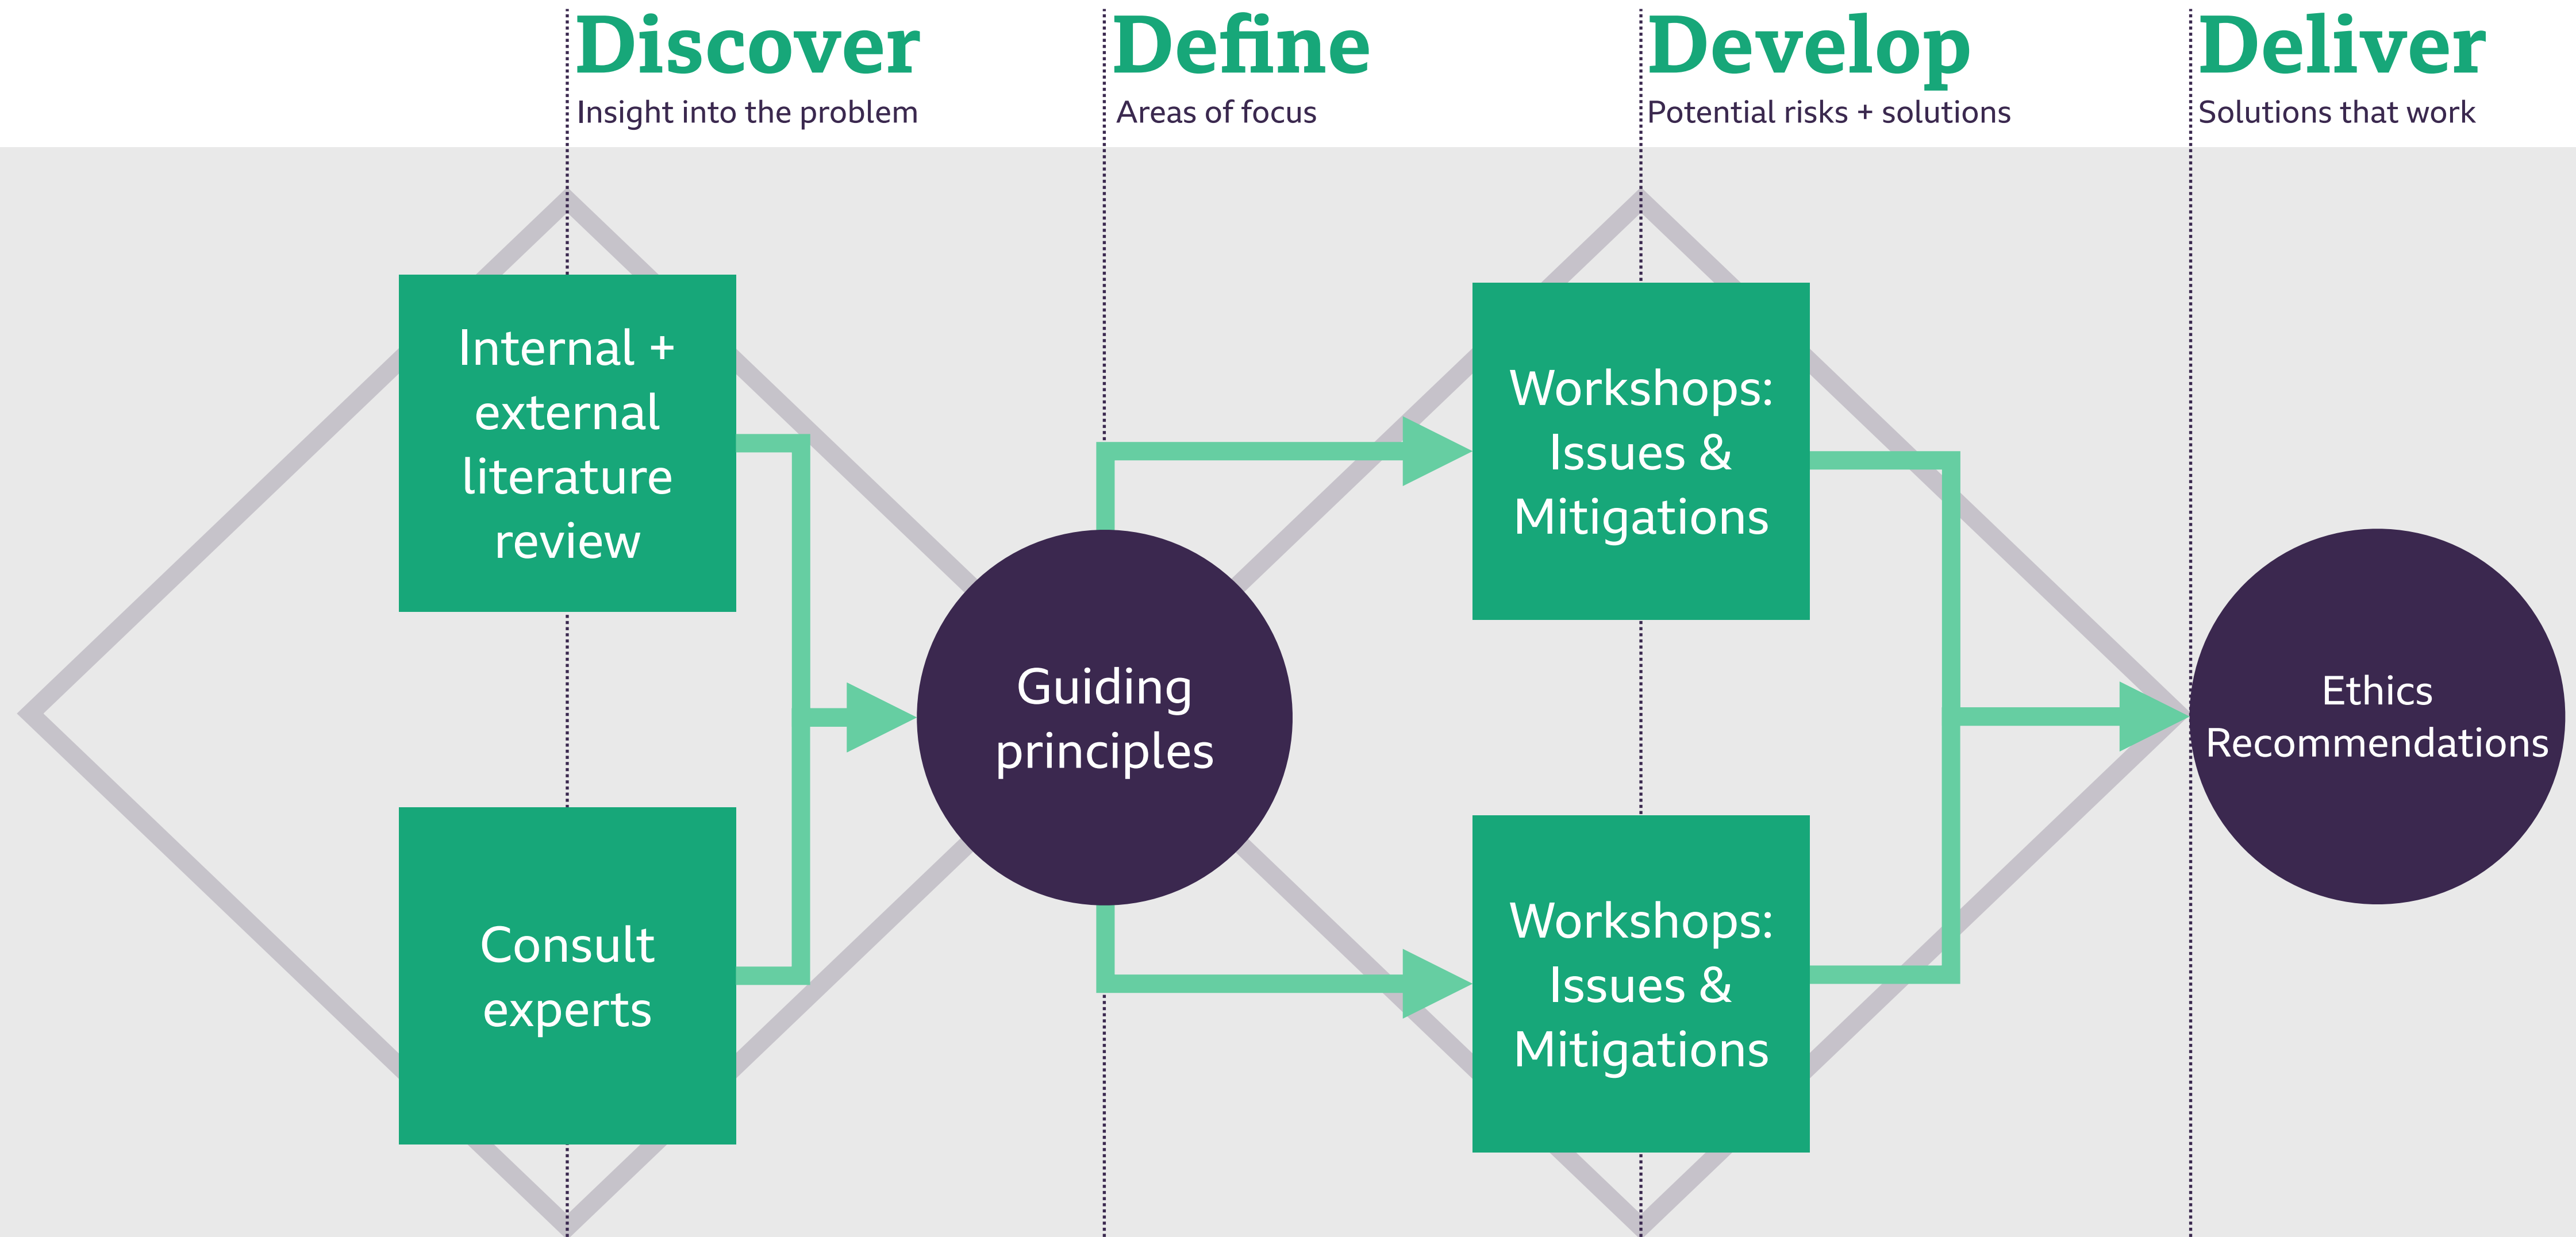 Discover
Insight into the problem
Define
Areas of focus
Develop
Potential risks + solutions
Deliver
Solutions that work
Internal +
external
literature
review
Consult
experts
Guiding
principles
Workshops:
Issues &
Mitigations
Workshops:
Issues &
Mitigations
Ethics
Recommendations